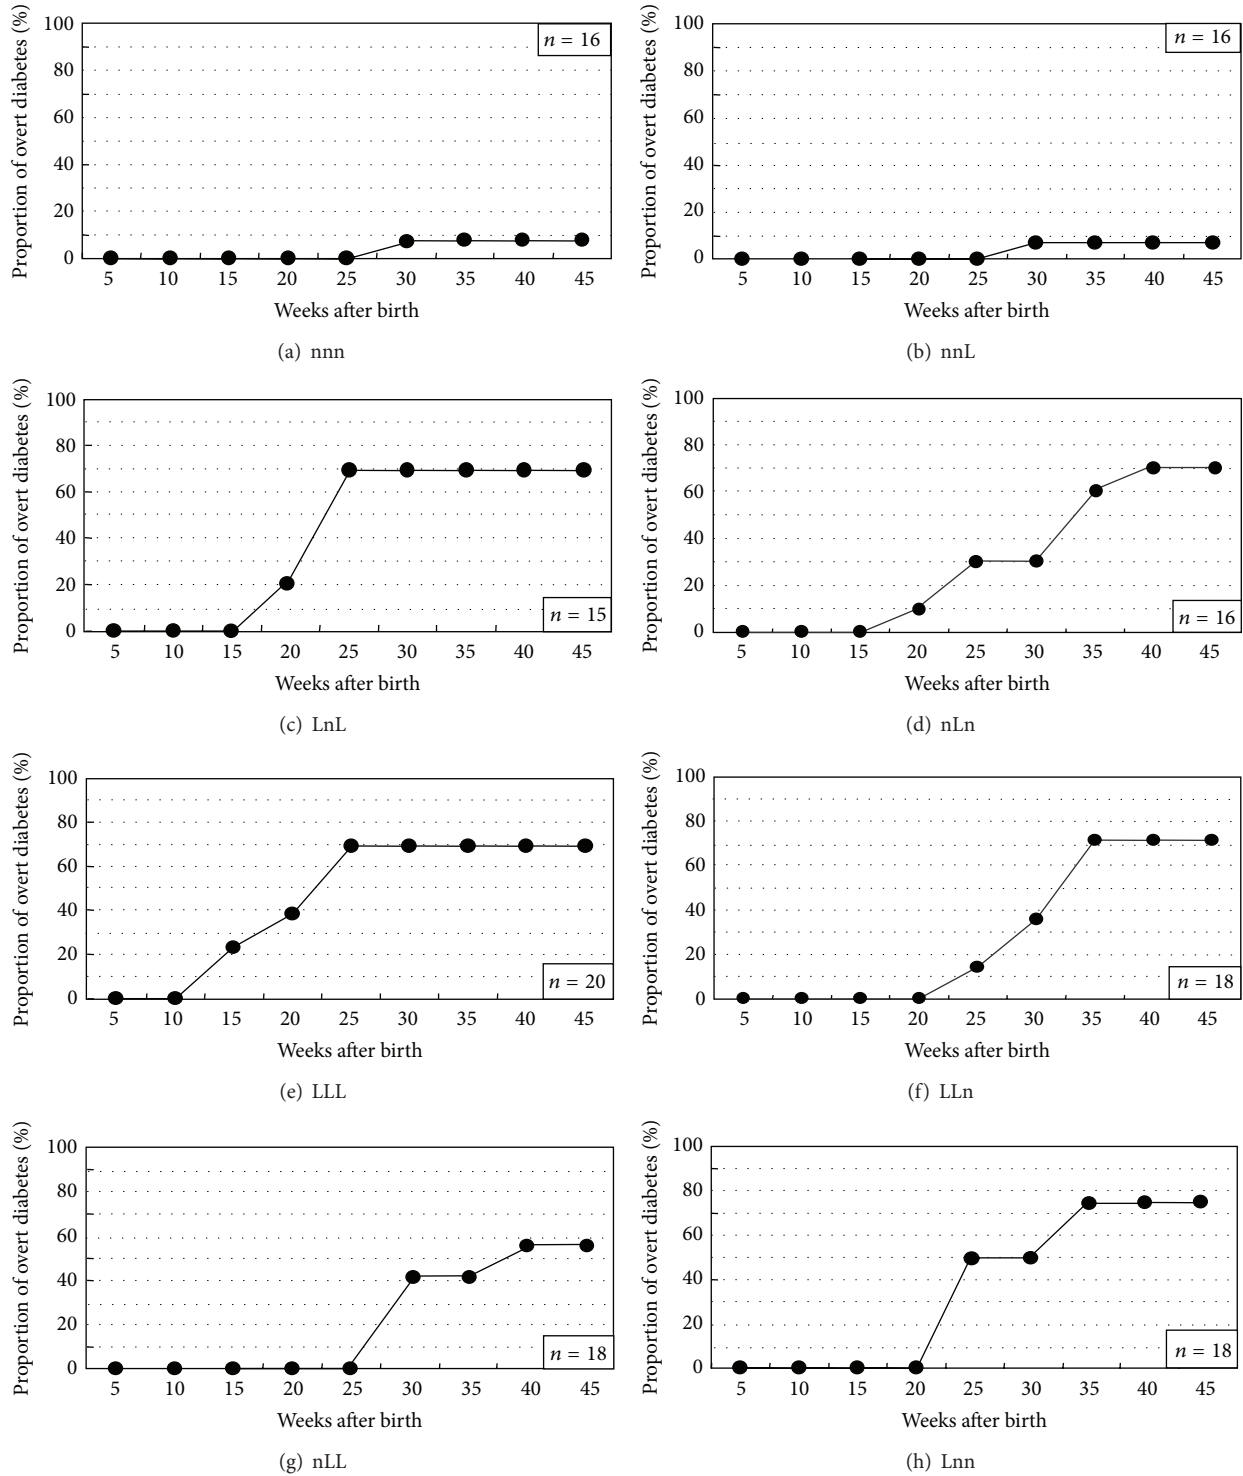 Proportion of overt diabetes (%)
100
80
60
40
20
0
n = 16
5 10 15 20 25 30 35 40 45
Weeks after birth
(a) nnn
Proportion of overt diabetes (%)
100
80
60
40
20
0
n = 16
5 10 15 20 25 30 35 40 45
Weeks after birth
(b) nnL
Proportion of overt diabetes (%)
100
80
60
40
20
0
n = 15
5 10 15 20 25 30 35 40 45
Weeks after birth
(c) LnL
Proportion of overt diabetes (%)
100
80
60
40
20
0
n = 16
5 10 15 20 25 30 35 40 45
Weeks after birth
(d) nLn
Proportion of overt diabetes (%)
100
80
60
40
20
0
n = 20
5 10 15 20 25 30 35 40 45
Weeks after birth
(e) LLL
Proportion of overt diabetes (%)
100
80
60
40
20
0
n = 18
5 10 15 20 25 30 35 40 45
Weeks after birth
(f) LLn
Proportion of overt diabetes (%)
100
80
60
40
20
0
n = 18
5 10 15 20 25 30 35 40 45
Weeks after birth
(g) nLL
Proportion of overt diabetes (%)
100
80
60
40
20
0
n = 18
5 10 15 20 25 30 35 40 45
Weeks after birth
(h) Lnn